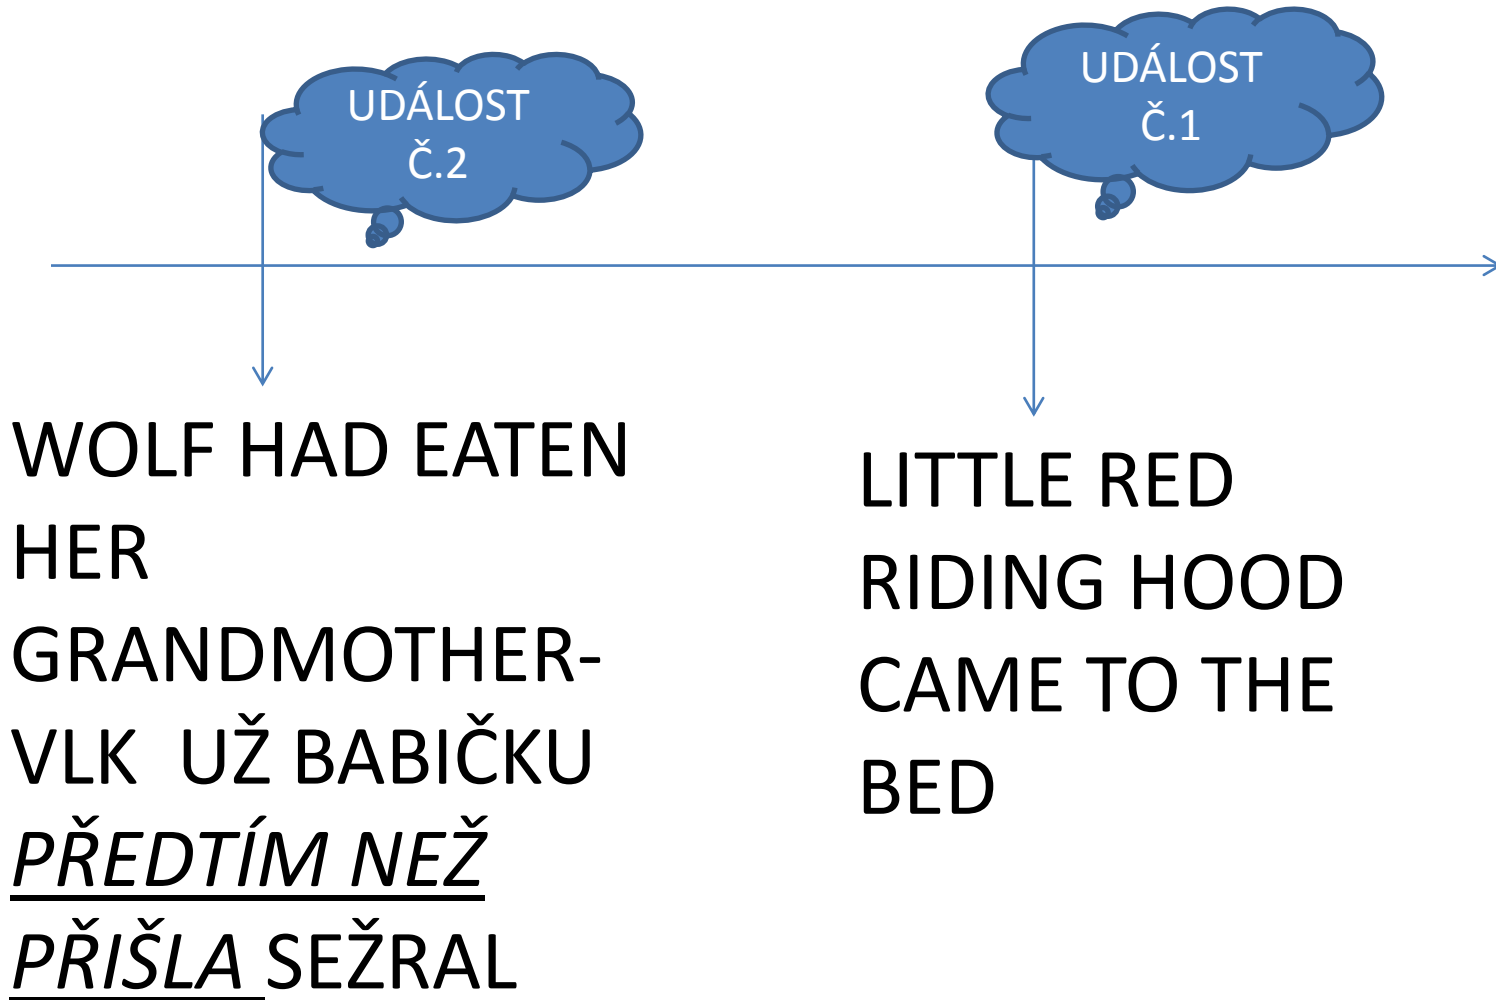 UDÁLOST
Č.2
UDÁLOST
Č.1
WOLF HAD EATEN
HER
GRANDMOTHER-
VLK UŽ BABIČKU
PŘEDTÍM NEŽ
PŘIŠLA SEŽRAL
LITTLE RED
RIDING HOOD
CAME TO THE
BED